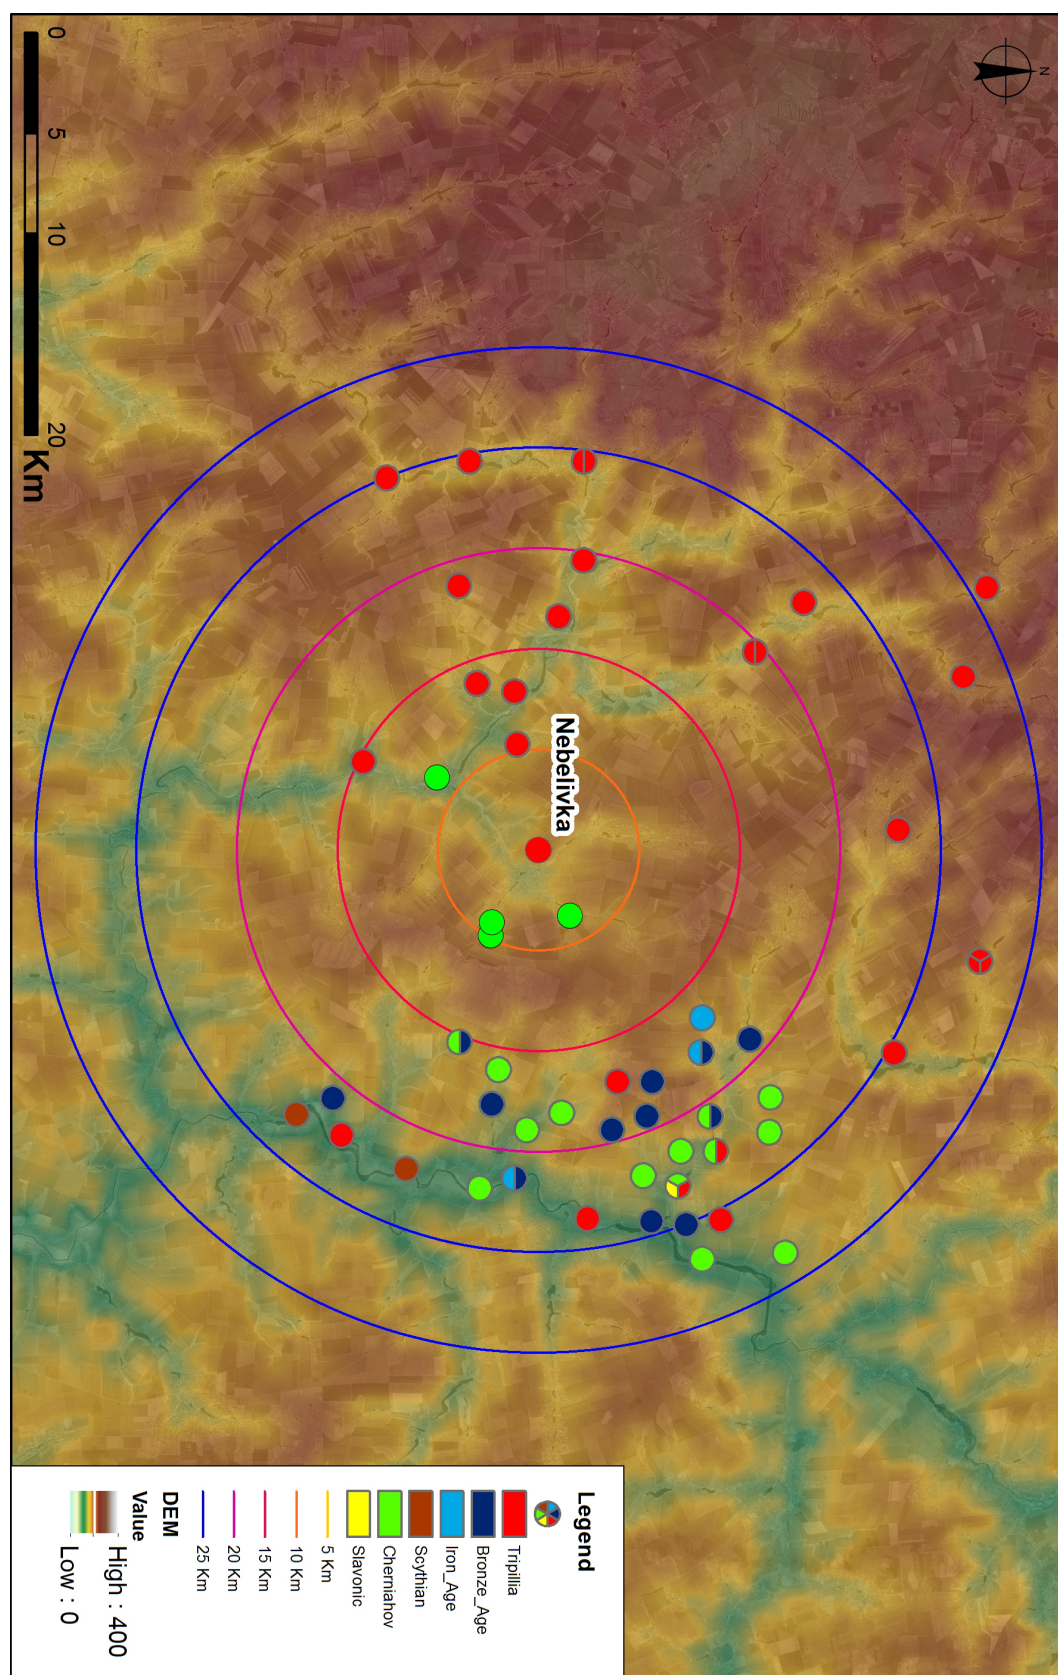 N
0
5
10
20
Km
Nebelivka
Legend
Tripillia
Bronze_Age
Iron_Age
Scythian
Cherniahov
Slavonic
5 Km
10 Km
15 Km
20 Km
25 Km
DEM
Value
High : 400
Low : 0